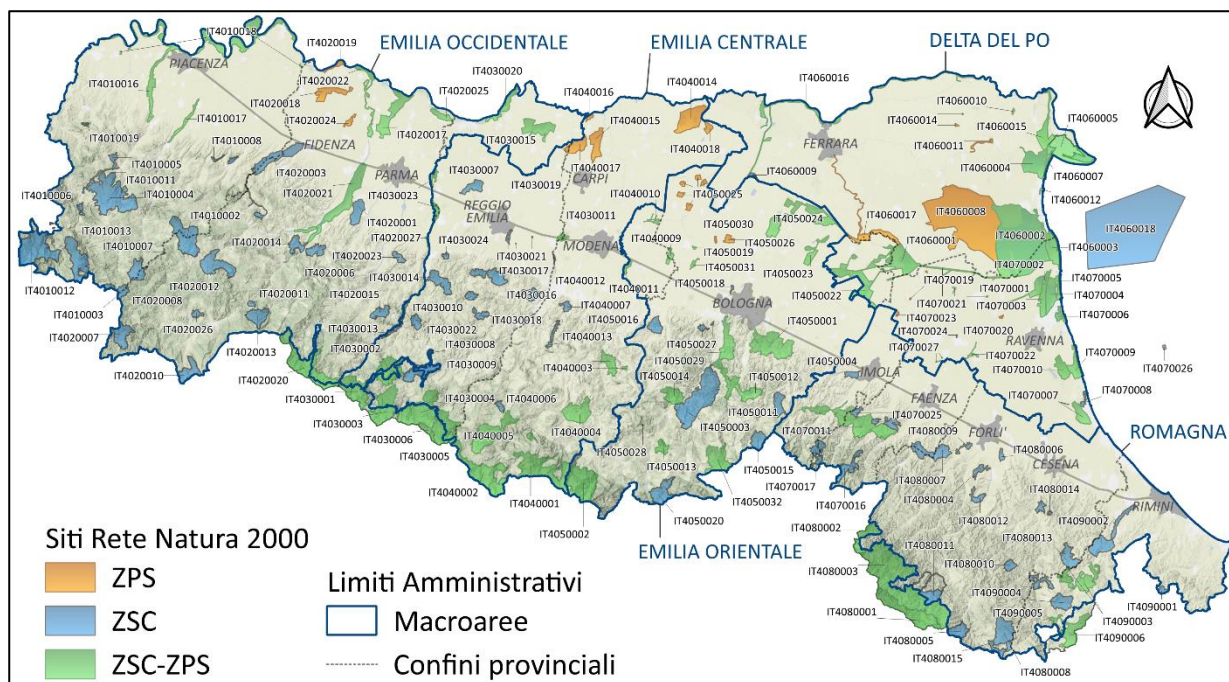 IT4010018
IT4020019
EMILIA OCCIDENTALE
EMILIA CENTRALE
DELTA DEL PO
PIACENZA
IT4020022
IT4030020
IT4040014
IT4060016
IT4040016
IT4010016
IT4020018
IT4020025
IT4040015
IT4060010
IT4060005
IT4010017
IT4020024
IT4020017
IT4030015
IT4040018
FERRARA
IT4060014
IT4060015
IT4010019
IT4010008
FIDENZA
IT4060011
IT4010005
IT4020003
IT4030007
IT4040017
IT4060009
IT4060004
IT4010011
IT4020021
PARMA
IT4030019
CARPI
IT4060007
IT4010006
IT4010004
IT4030023
IT4040010
IT4050025
IT4060012
REGGIO
EMILIA
IT4030011
IT4050024
IT4060017
IT4060008
IT4060018
IT4010002
IT4020001
IT4050030
IT4010013
IT4020014
IT4020027
IT4030024
MODENA
IT4040009
IT4050026
IT4060001
IT4060002
IT4060003
IT4010007
IT4020023
IT4030021
IT4050019
IT4070002
IT4020006
IT4030014
IT4030017
IT4040012
IT4050031
IT4050023
IT4070019
IT4070001
IT4070005
IT4010012
IT4020012
IT4030016
IT4040011
IT4050018
IT4050022
IT4070021
IT4070003
IT4070004
IT4010003
IT4020008
IT4020011
IT4020015
IT4030010
IT4040007
BOLOGNA
IT4070023
IT4070006
IT4020007
IT4020026
IT4030013
IT4030022
IT4030018
IT4050016
IT4050001
IT4070024
IT4070020
RAVENNA
IT4020013
IT4030002
IT4030008
IT4040013
IT4050027
IT4050004
IT4070027
IT4070022
IT4070009
IT4070026
IT4020010
IT4030009
IT4040003
IT4050029
IMOLA
IT4070010
IT4020020
IT4050014
IT4050012
FAENZA
IT4070007
IT4070008
IT4030001
IT4030004
IT4040006
IT4050011
IT4070025
IT4030003
IT4040004
IT4050003
IT4070011
IT4080009
FORLI'
ROMAGNA
IT4030006
IT4040005
IT4080006
IT4030005
IT4050028
IT4050013
IT4050015
IT4080007
CESENA
IT4070017
IT4080004
IT4080014
IT4040002
IT4040001
IT4050032
IT4070016
IT4080012
IT4090002
RIMINI
IT4050002
IT4050020
IT4080002
IT4080013
EMILIA ORIENTALE
IT4080011
IT4080003
IT4080010
IT4090004
IT4080001
IT4090005
IT4090001
IT4080005
IT4090003
IT4080015
IT4090006
IT4080008
Siti Rete Natura 2000
ZPS
ZSC
ZSC-ZPS
Limiti Amministrativi
Macroaree
Confini provinciali